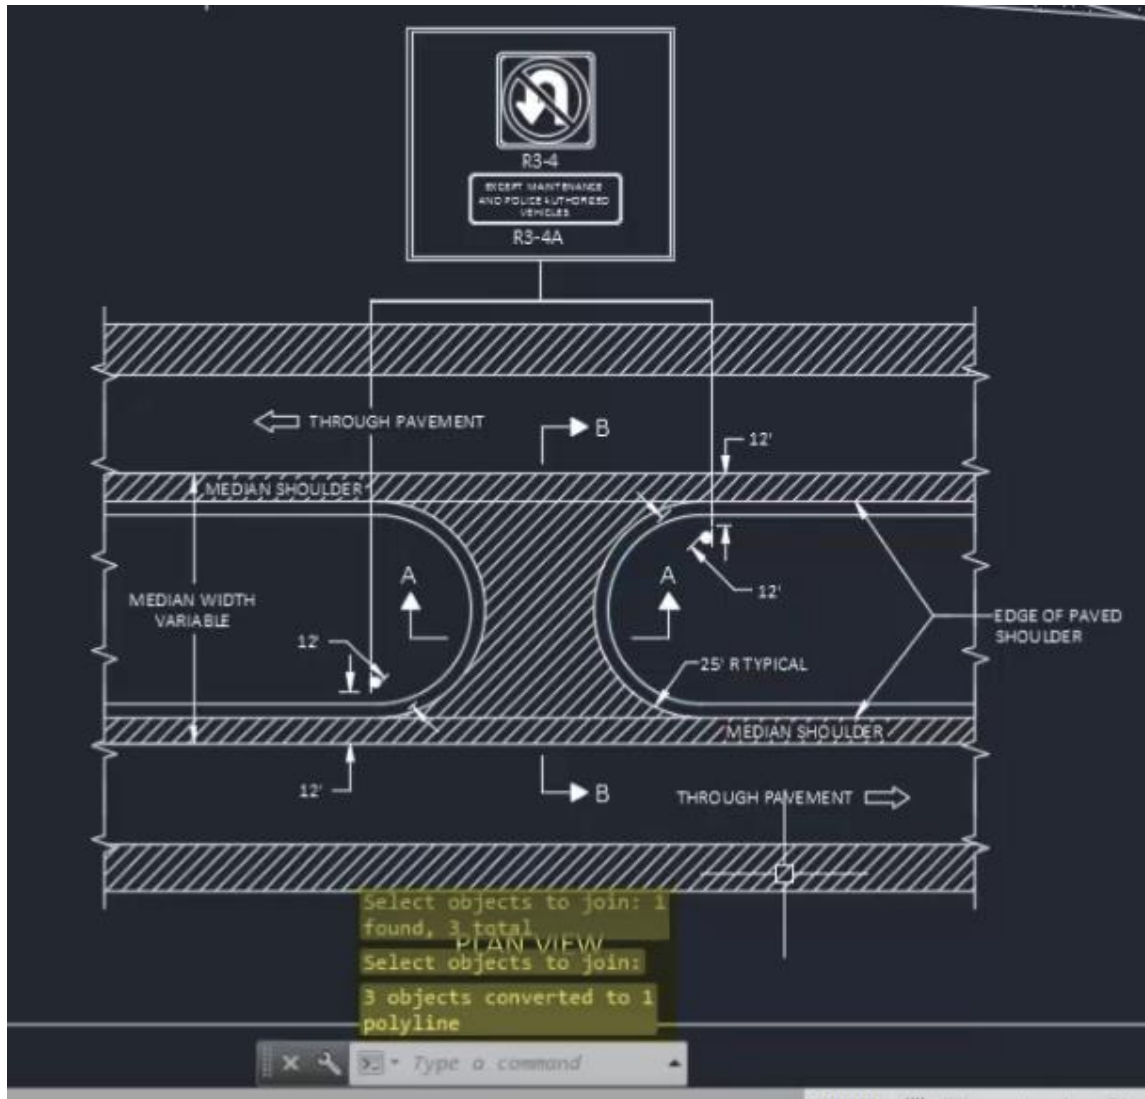 R3-4
EXCEPT MAINTENANCE
AND POLICE AUTHORIZED
VEHICLES
R3-4A
THROUGH PAVEMENT
B
12'
MEDIAN SHOULDER
A
A
12'
MEDIAN WIDTH
VARIABLE
EDGE OF PAVED
SHOULDER
12'
25' R TYPICAL
MEDIAN SHOULDER
12'
B
THROUGH PAVEMENT
Select objects to join: 1
found, 3 total
PLAN VIEW
Select objects to join:
3 objects converted to 1
polyline
Type a command